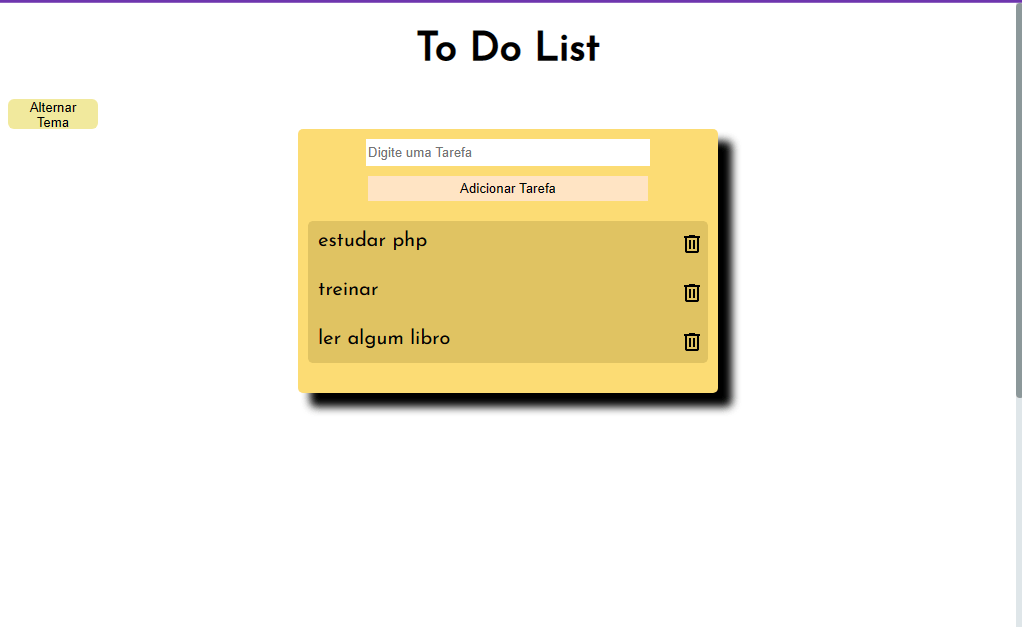 To Do List
Alternar
Tema
Digite uma Tarefa
Adicionar Tarefa
estudar php
treinar
ler algum libro